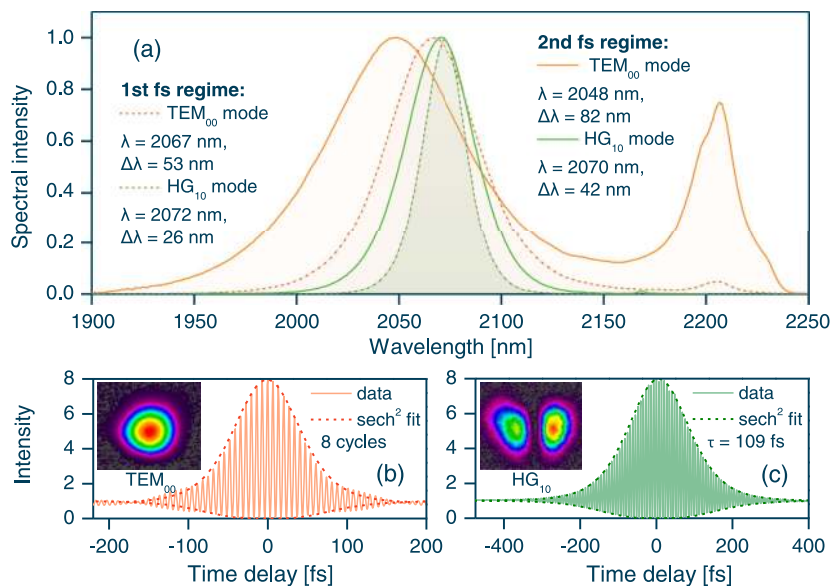 (a)
1st fs regime:
TEM₀₀ mode
λ = 2067 nm,
Δλ = 53 nm
HG₁₀ mode
λ = 2072 nm,
Δλ = 26 nm
2nd fs regime:
TEM₀₀ mode
λ = 2048 nm,
Δλ = 82 nm
HG₁₀ mode
λ = 2070 nm,
Δλ = 42 nm
Spectral intensity
1.0
0.8
0.6
0.4
0.2
0.0
1900 1950 2000 2050 2100 2150 2200 2250
Wavelength [nm]
Intensity
8
6
4
2
0
TEM₀₀
data
sech² fit
8 cycles
(b)
-200 -100 0 100 200
Time delay [fs]
8
6
4
2
0
HG₁₀
data
sech² fit
τ = 109 fs
(c)
-400 -200 0 200 400
Time delay [fs]